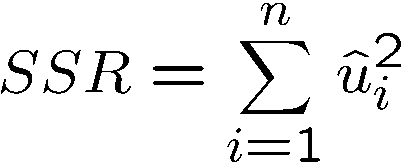 SSR = \sum_{i=1}^{n} \hat{u}_i^2